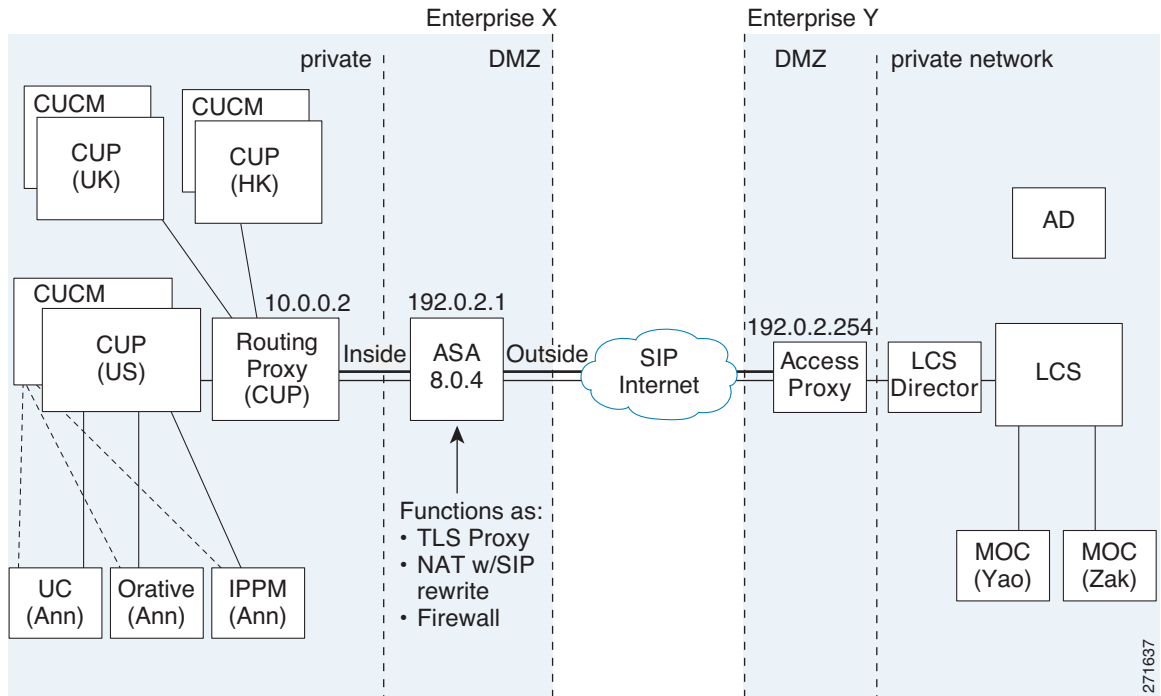 Enterprise X
Enterprise Y
private
DMZ
DMZ
private network
CUCM
CUP
(UK)
CUCM
CUP
(HK)
AD
CUCM
CUP
(US)
10.0.0.2
Routing
Proxy
(CUP)
Inside
192.0.2.1
ASA
8.0.4
Outside
SIP
Internet
192.0.2.254
Access
Proxy
LCS
Director
LCS
Functions as:
• TLS Proxy
• NAT w/SIP
rewrite
• Firewall
UC
(Ann)
Orative
(Ann)
IPPM
(Ann)
MOC
(Yao)
MOC
(Zak)
271637